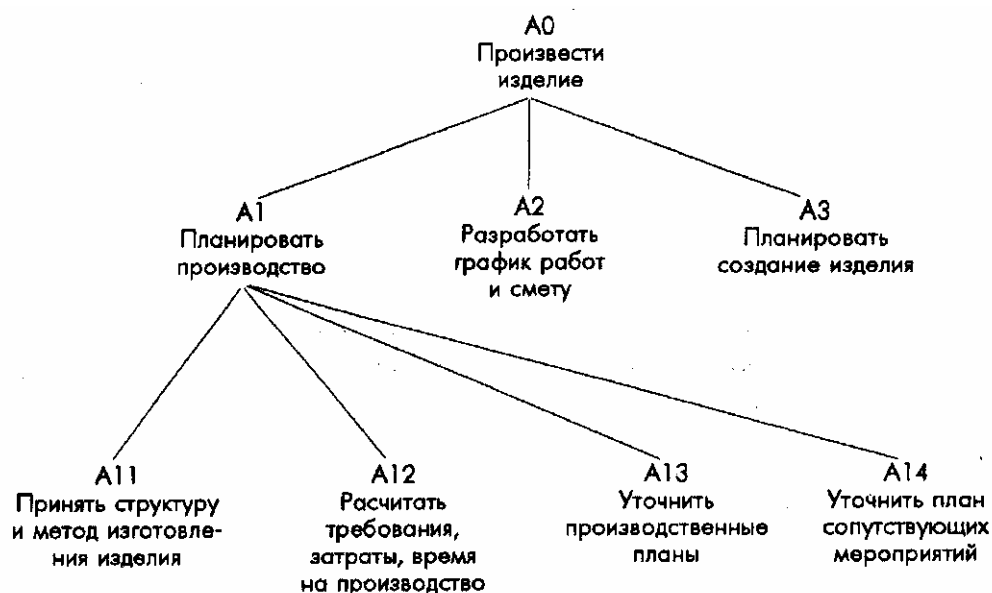 A0
Произвести
изделие
A1
Планировать
производство
A2
Разработать
график работ
и смету
A3
Планировать
создание изделия
A11
Принять структуру
и метод изготовле-
ния изделия
A12
Расчитать
требования,
затраты, время
на производство
A13
Уточнить
производственные
планы
A14
Уточнить план
сопутствующих
мероприятий